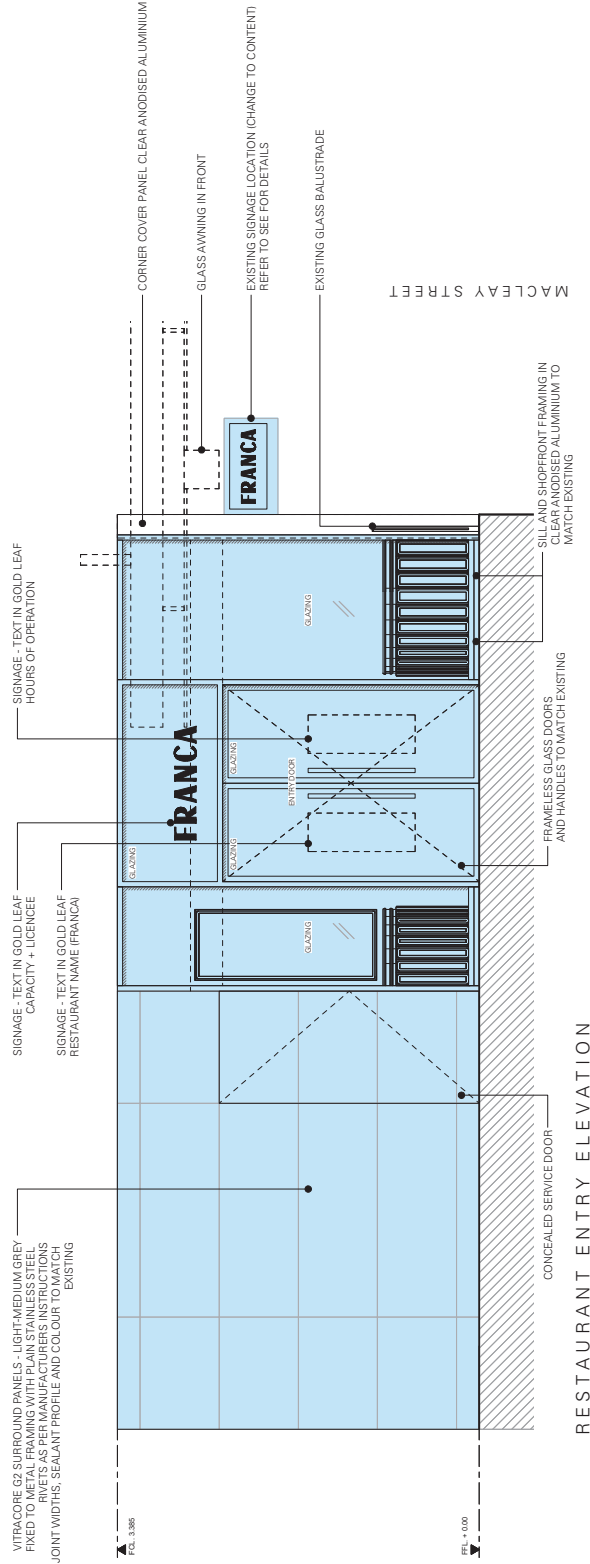 VITRACORE G2 SURROUND PANELS - LIGHT-MEDIUM GREY
FIXED TO METAL FRAMING WITH PLAIN STAINLESS STEEL
RIVETS AS PER MANUFACTURERS INSTRUCTIONS
JOINT WIDTHS, SEALANT PROFILE AND COLOUR TO MATCH
EXISTING
SIGNAGE - TEXT IN GOLD LEAF
CAPACITY + LICENCEE
SIGNAGE - TEXT IN GOLD LEAF
RESTAURANT NAME (FRANCA)
SIGNAGE - TEXT IN GOLD LEAF
HOURS OF OPERATION
CORNER COVER PANEL CLEAR ANODISED ALUMINIUM
GLASS AWNING IN FRONT
EXISTING SIGNAGE LOCATION (CHANGE TO CONTENT)
REFER TO SEE FOR DETAILS
EXISTING GLASS BALUSTRADE
FCL. 3.385
GLAZING
FRANCA
GLAZING
GLAZING
ENTRY DOOR
FRANCA
GLAZING
GLAZING
MACLEAY STREET
FFL + 0.00
CONCEALED SERVICE DOOR
FRAMELESS GLASS DOORS
AND HANDLES TO MATCH EXISTING
SILL AND SHOPFRONT FRAMING IN
CLEAR ANODISED ALUMINIUM TO
MATCH EXISTING
RESTAURANT ENTRY ELEVATION